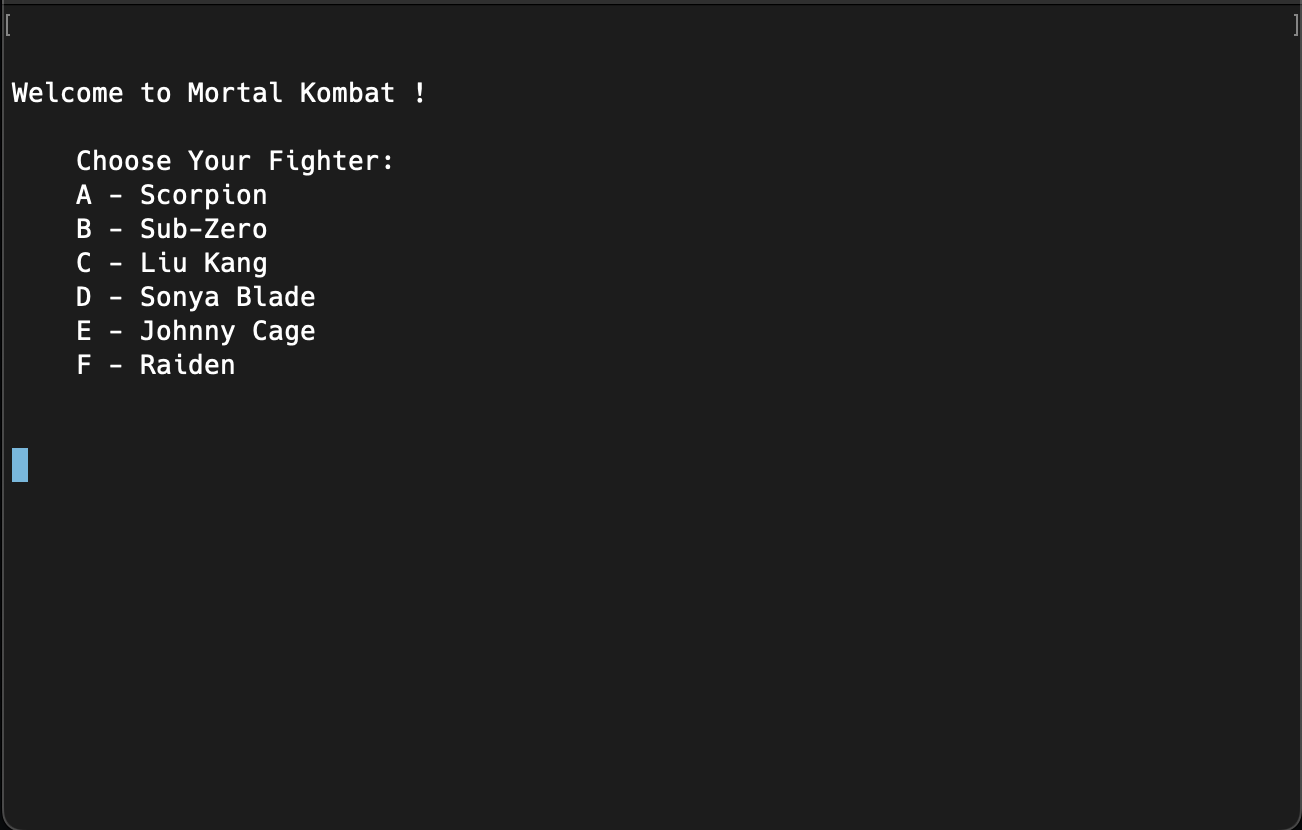 Welcome to Mortal Kombat !
Choose Your Fighter:
A - Scorpion
B - Sub-Zero
C - Liu Kang
D - Sonya Blade
E - Johnny Cage
F - Raiden